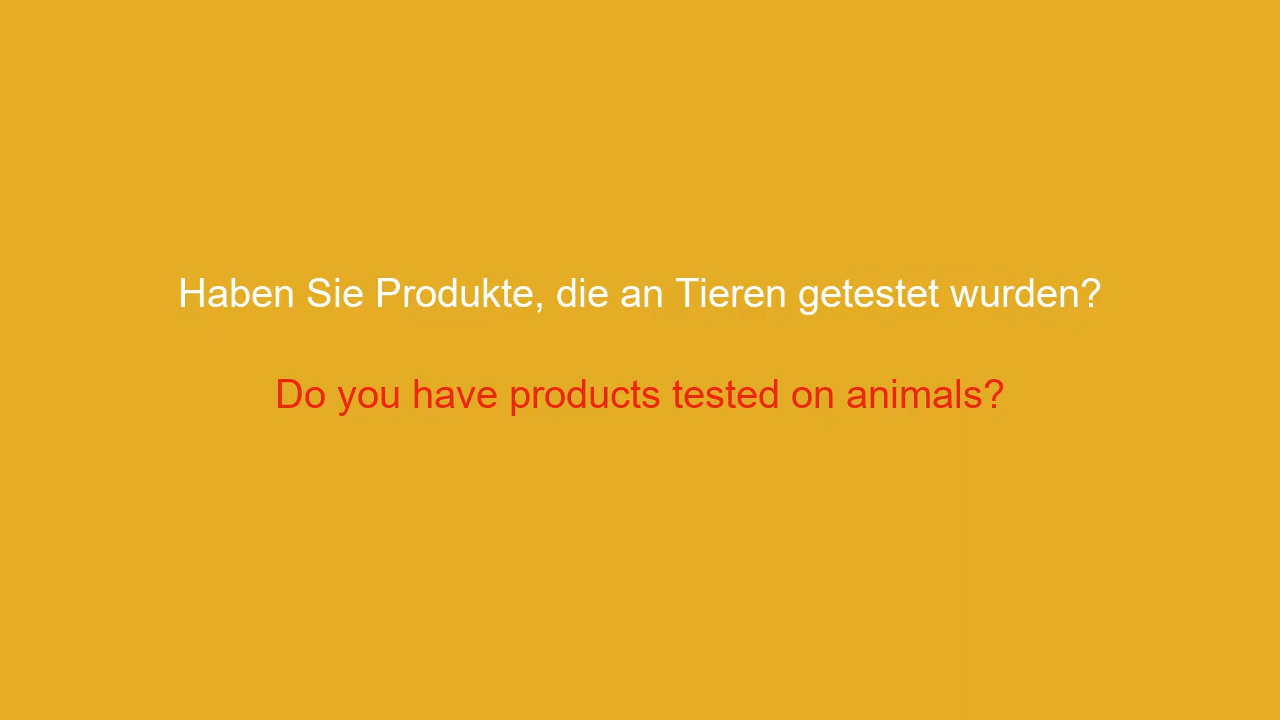 Haben Sie Produkte, die an Tieren getestet wurden?
Do you have products tested on animals?